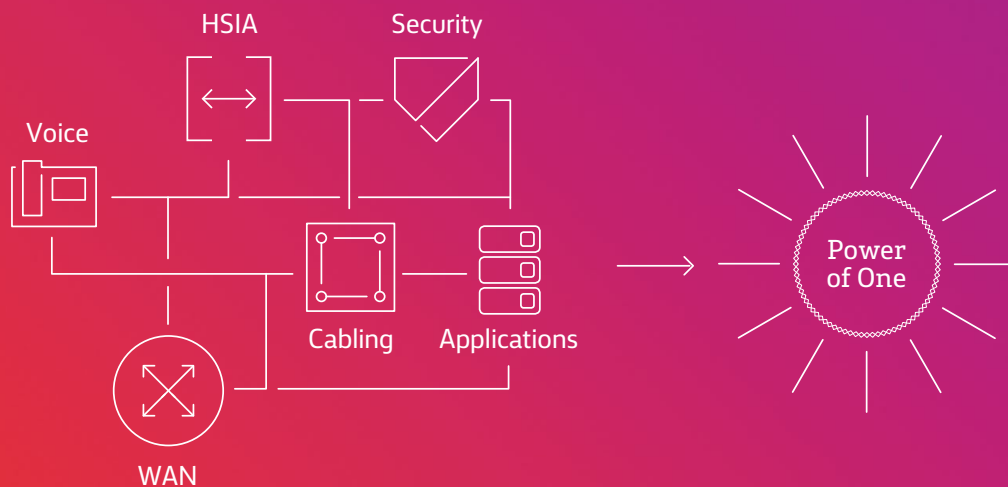 HSIA
Security
Voice
Power
of One
Cabling
Applications
WAN